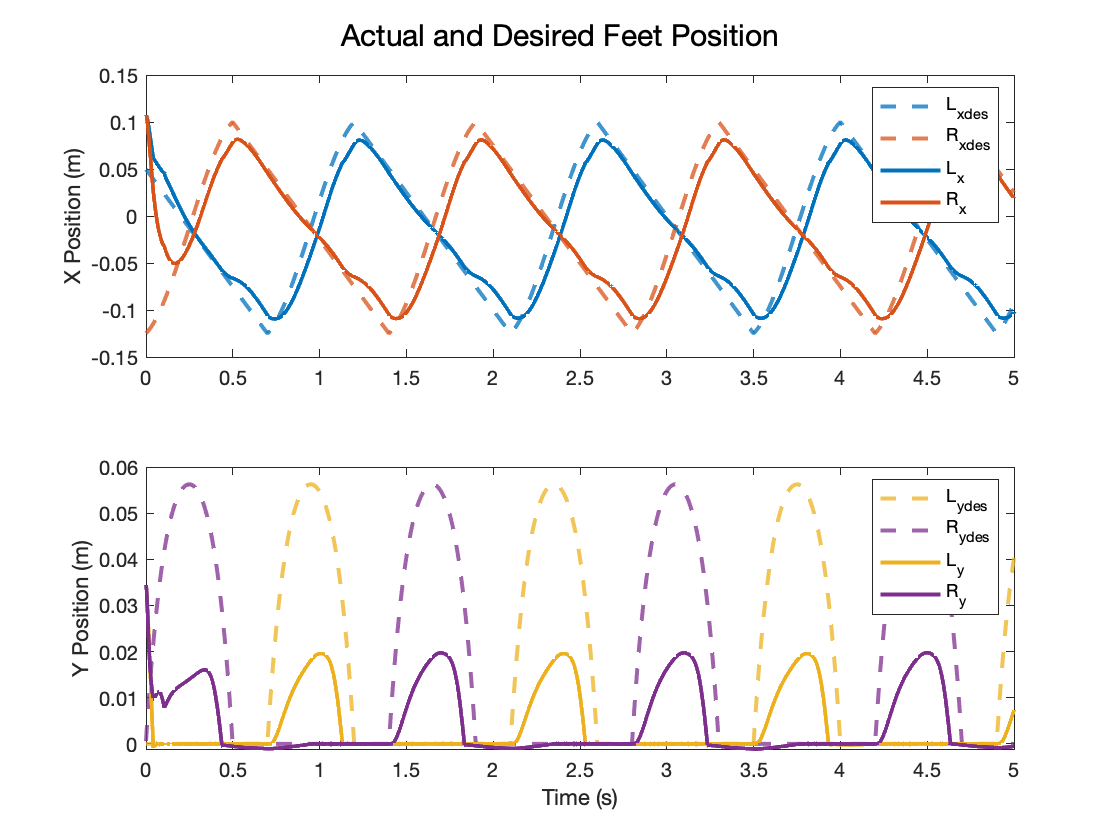 Actual and Desired Feet Position
0.15
0.1
0.05
0
-0.05
-0.1
-0.15
X Position (m)
L_xdes
R_xdes
L_x
R_x
0 0.5 1 1.5 2 2.5 3 3.5 4 4.5 5
0.06
0.05
0.04
0.03
0.02
0.01
0
Y Position (m)
L_ydes
R_ydes
L_y
R_y
0 0.5 1 1.5 2 2.5 3 3.5 4 4.5 5
Time (s)